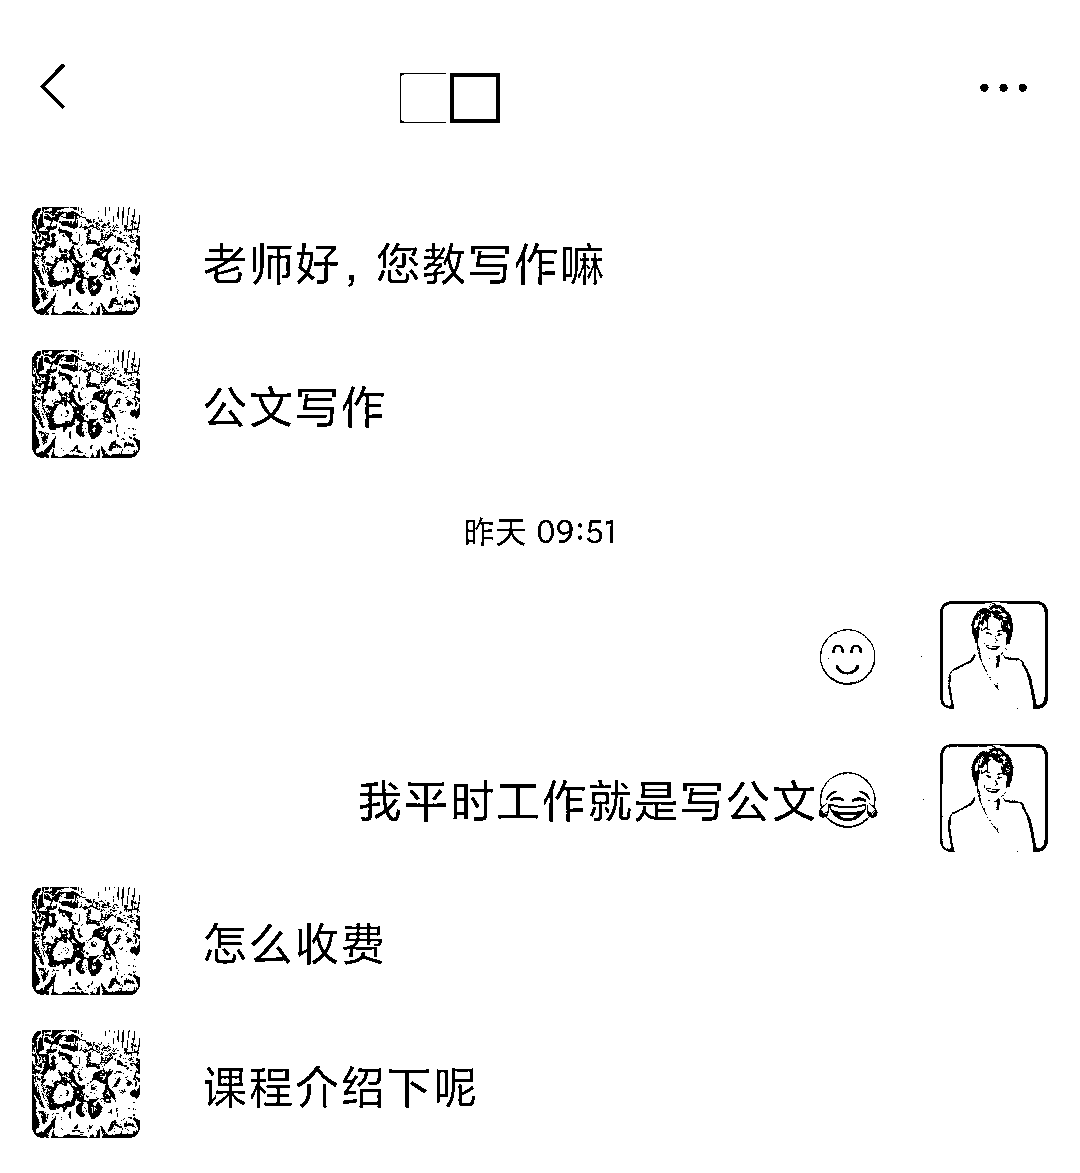 老师好，您教写作嘛
公文写作
昨天 09:51
😊
我平时工作就是写公文😂
怎么收费
课程介绍下呢